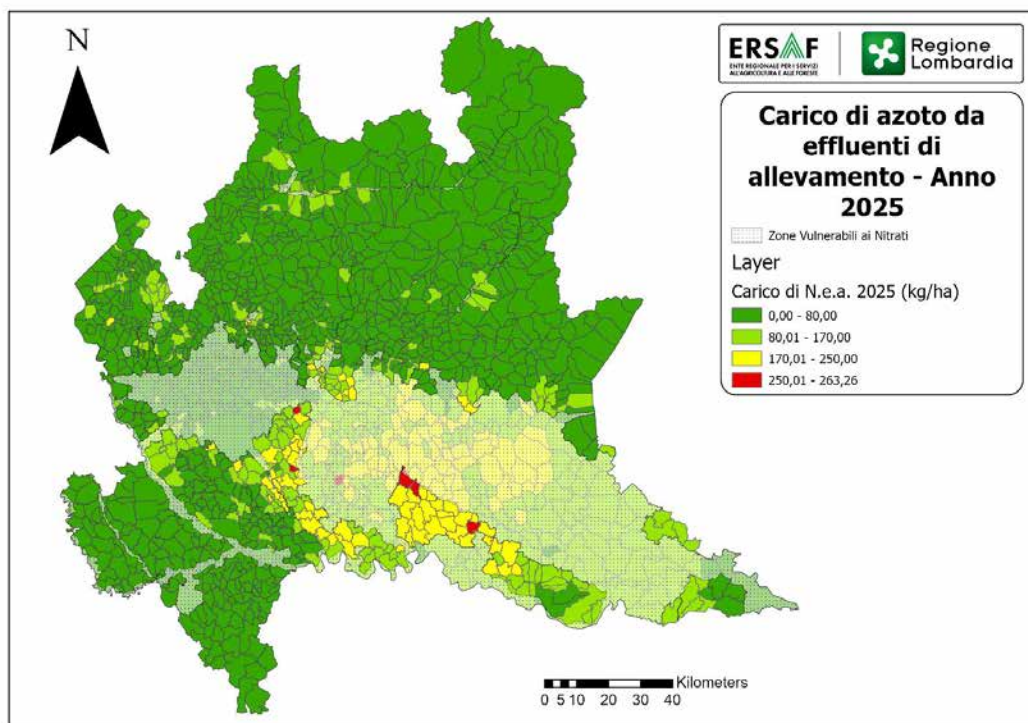 N
ERSAF
ENTE REGIONALE PER I SERVIZI
ALL'AGRICOLTURA E ALLE FORESTE
Regione
Lombardia
Carico di azoto da
effluenti di
allevamento - Anno
2025
Zone Vulnerabili ai Nitrati
Layer
Carico di N.e.a. 2025 (kg/ha)
0,00 - 80,00
80,01 - 170,00
170,01 - 250,00
250,01 - 263,26
Kilometers
0 5 10 20 30 40